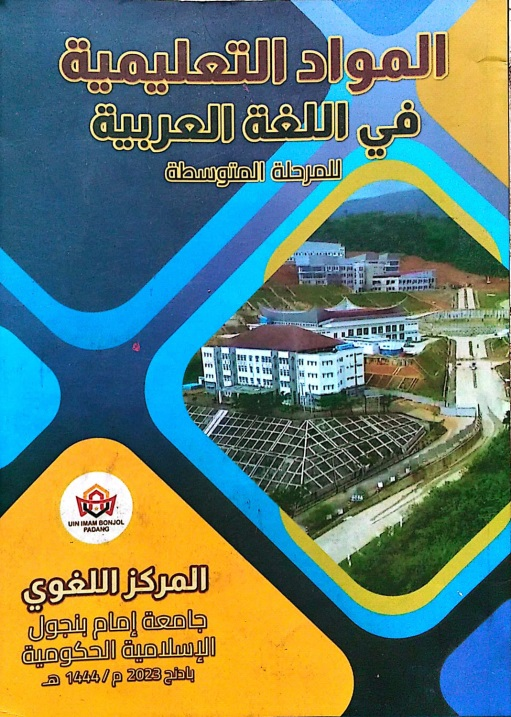 المواد التعليمية
في اللغة العربية
للمرحلة المتوسطة
UIN IMAM BONJOL
PADANG
المركز اللغوي
جامعة إمام بنجول
الإسلامية الحكومية
بادنج 2023 م / 1444 هـ